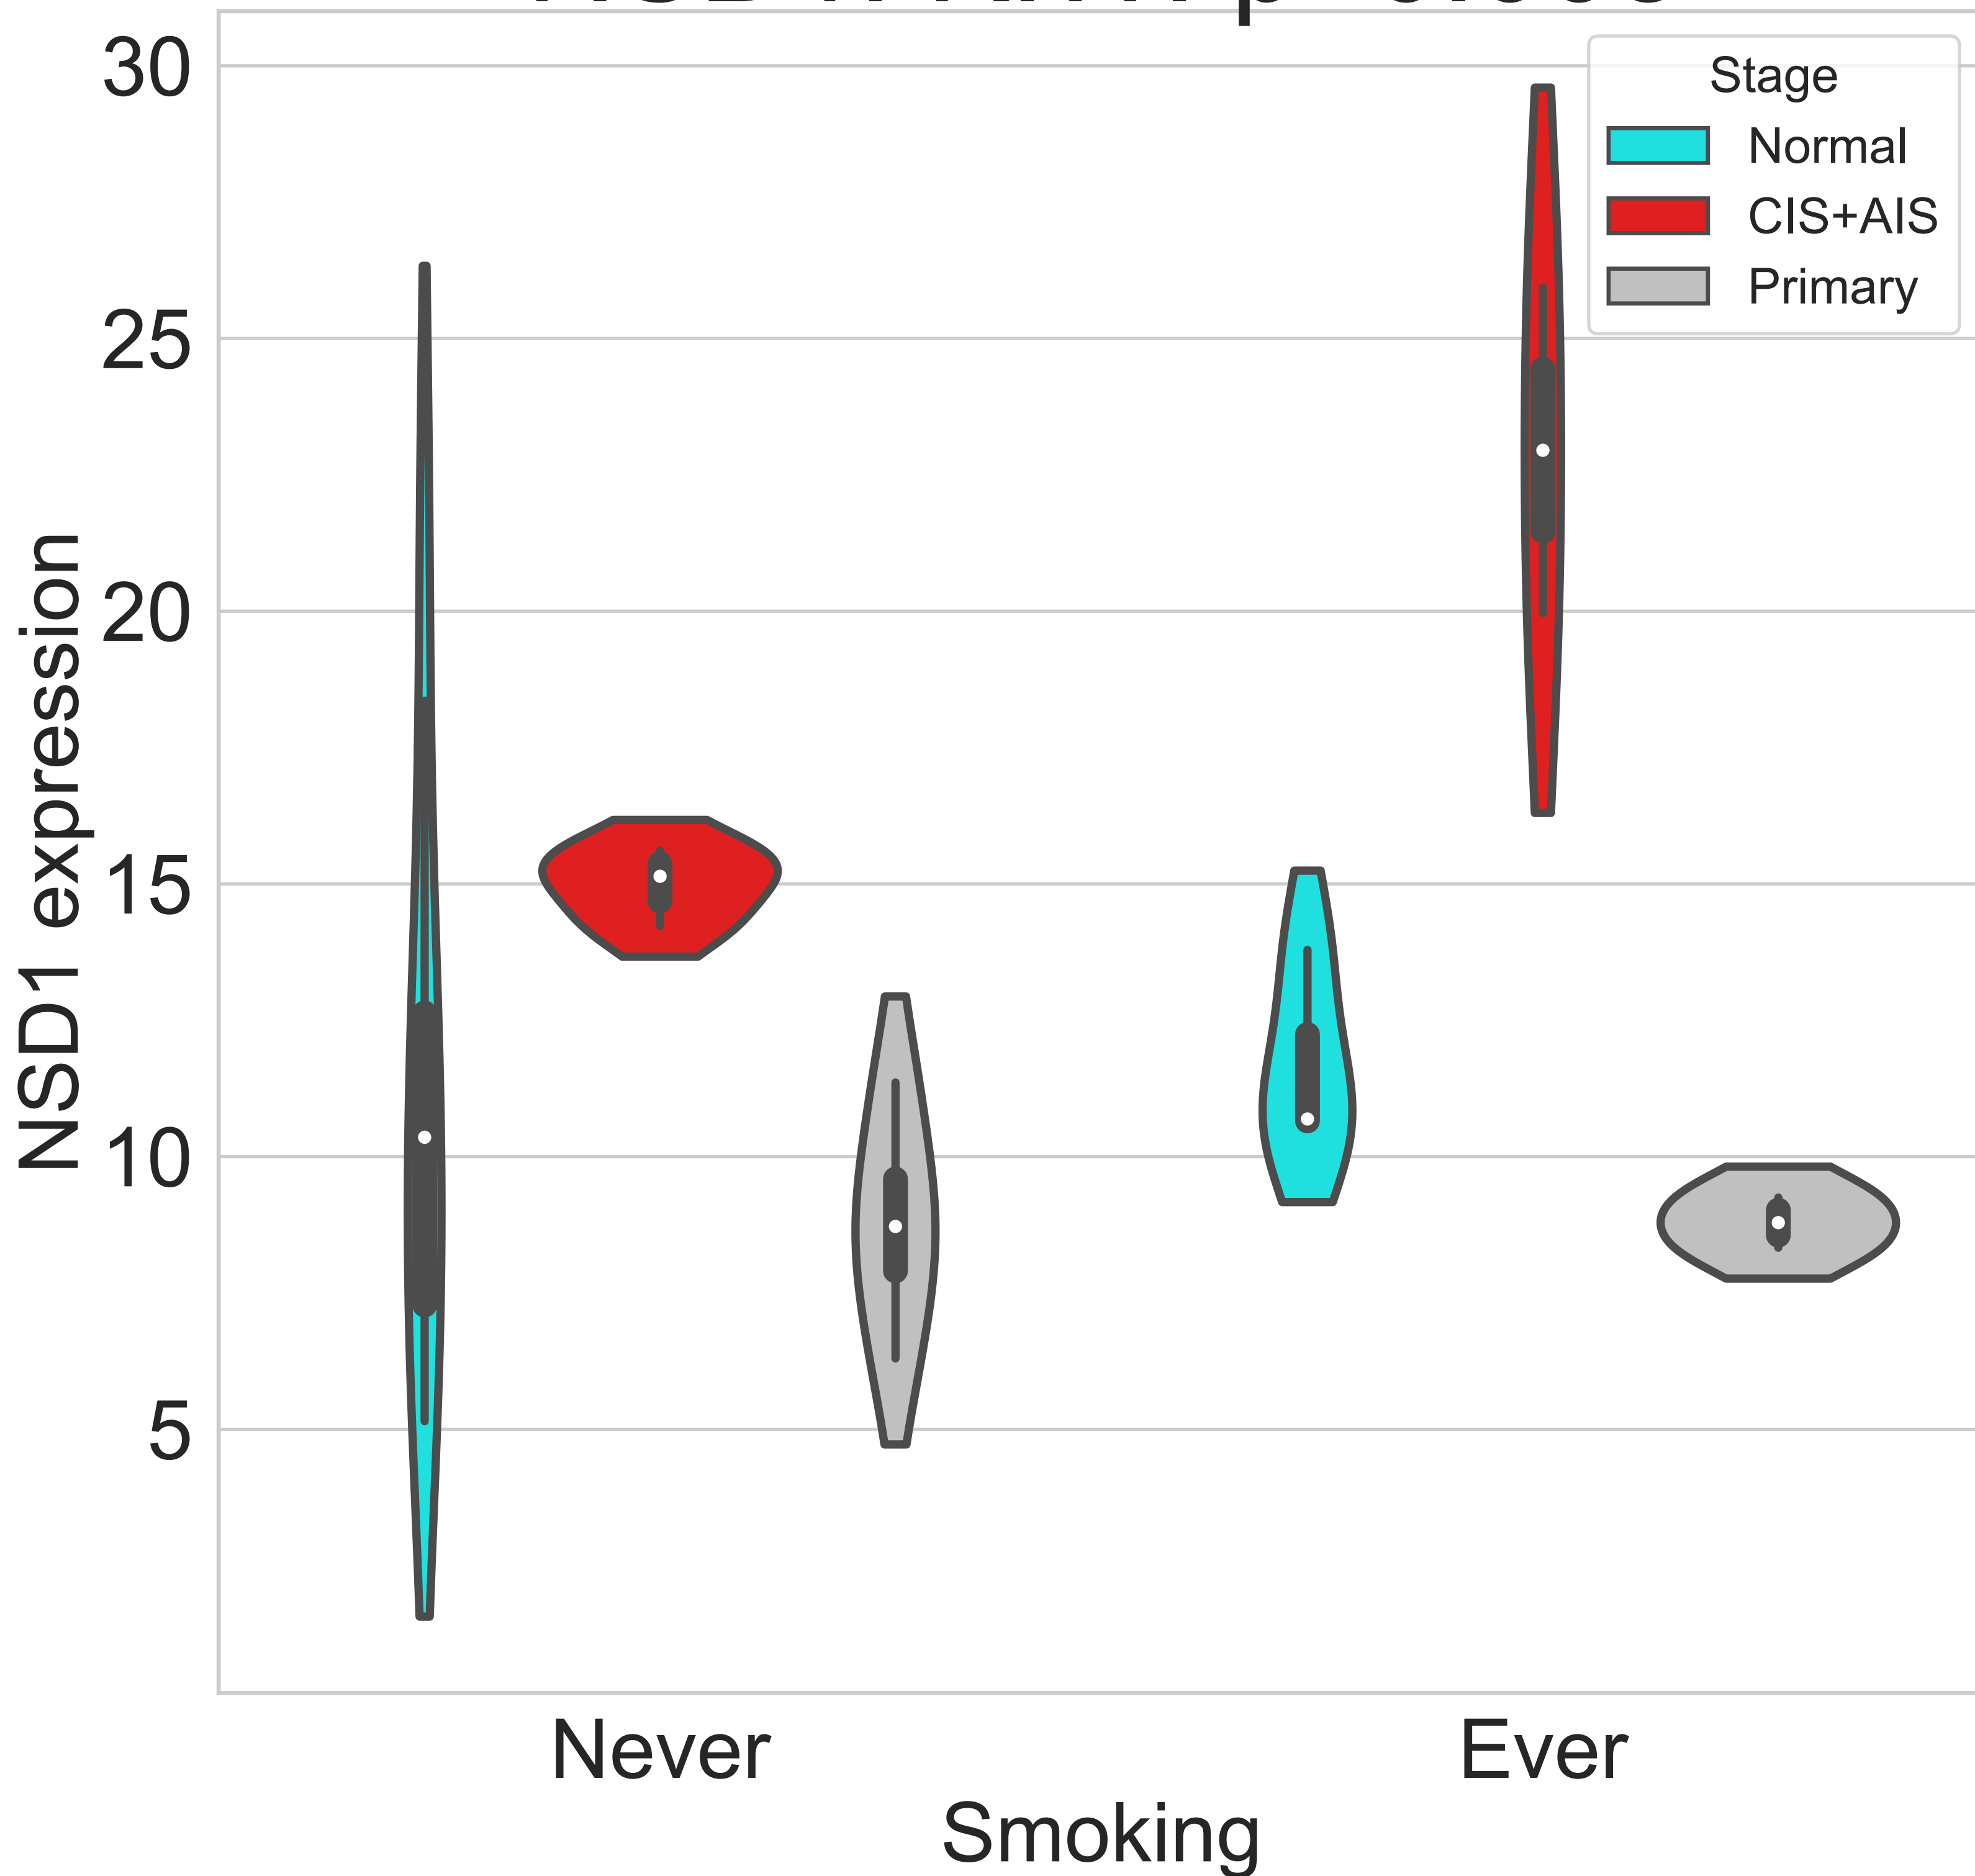 30
25
20
15
10
5
NSD1 expression
Stage
Normal
CIS+AIS
Primary
Never
Ever
Smoking